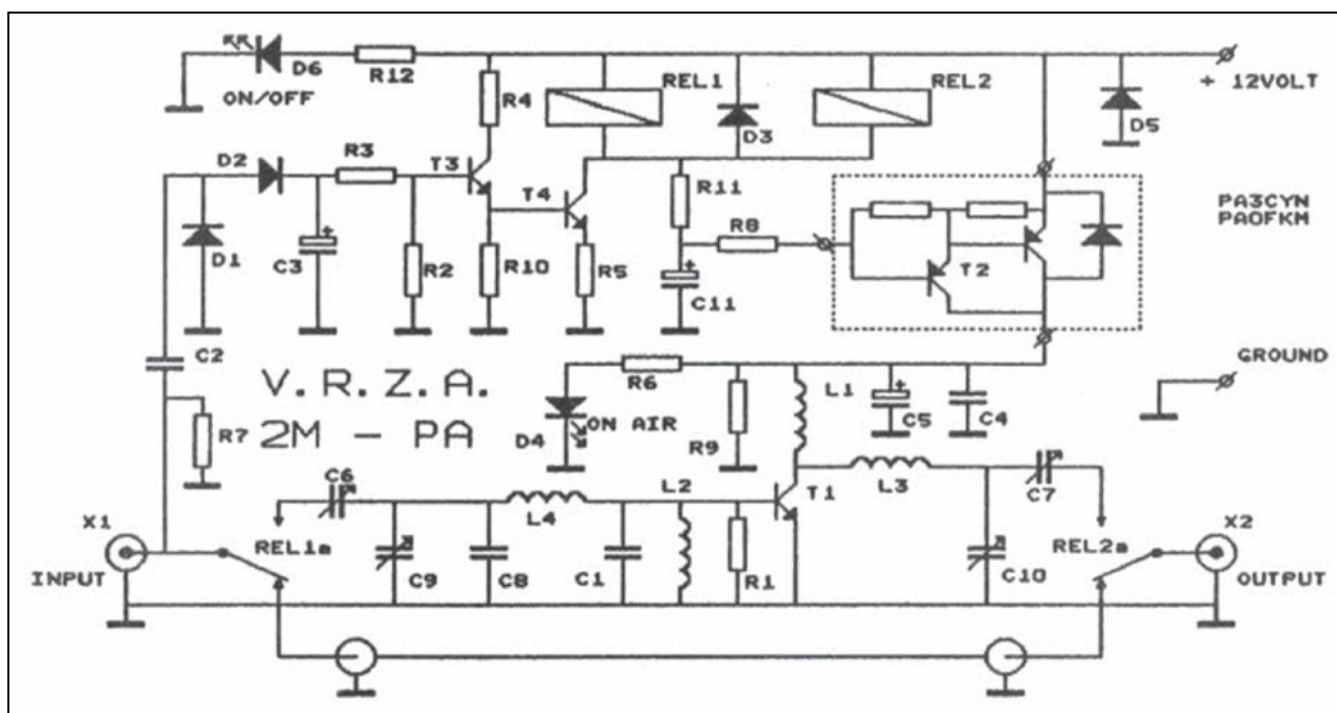 D6
R12
ON/OFF
R4
REL1
D3
REL2
+ 12VOLT
D5
D2
R3
T3
T4
R11
PA3CYN
PA0FKM
D1
C3
+
R2
R10
R5
R8
+
C11
T2
C2
V.R.Z.A.
2M - PA
R7
R6
D4
ON AIR
R9
L1
+
C5
C4
GROUND
C6
L4
L2
T1
L3
C7
X1
INPUT
REL1a
C9
C8
C1
R1
C10
REL2a
X2
OUTPUT